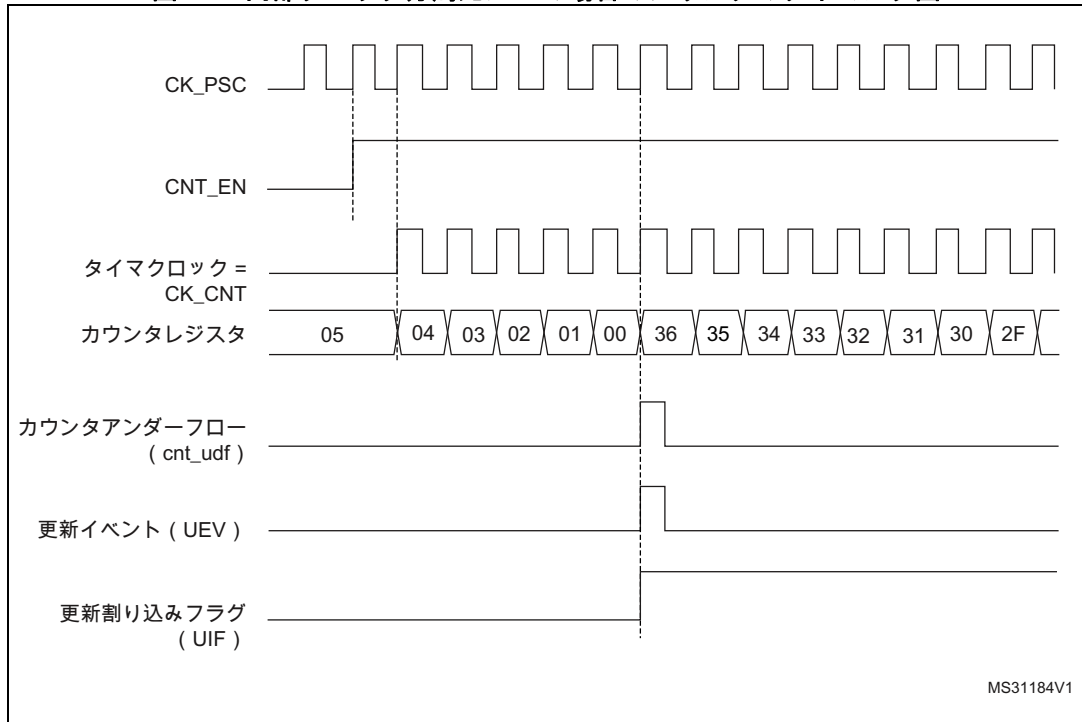 CK_PSC
CNT_EN
タイマクロック =
CK_CNT
カウンタレジスタ
05 04 03 02 01 00 36 35 34 33 32 31 30 2F
カウンタアンダーフロー
( cnt_udf )
更新イベント ( UEV )
更新割り込みフラグ
( UIF )
MS31184V1